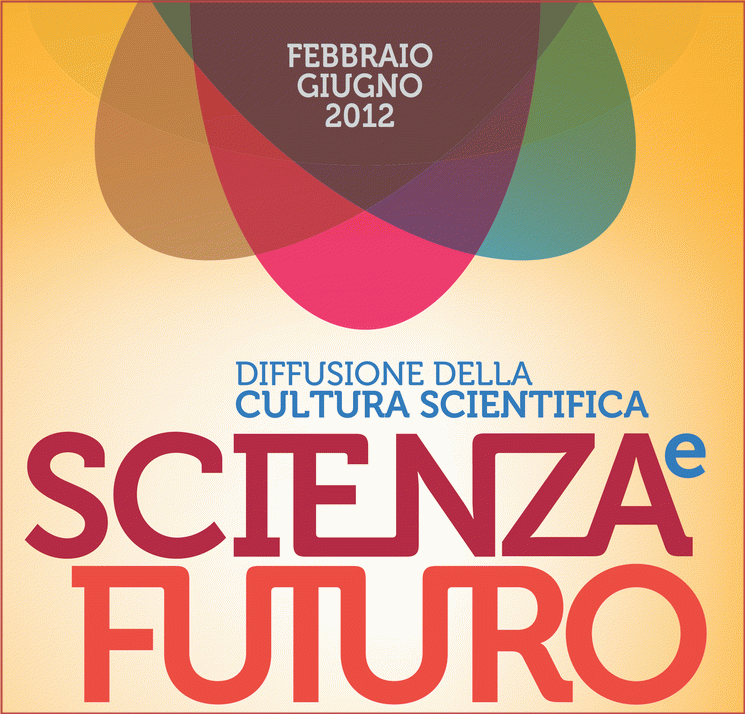 FEBBRAIO
GIUGNO
2012
DIFFUSIONE DELLA
CULTURA SCIENTIFICA
SCIENZA e
FUTURO